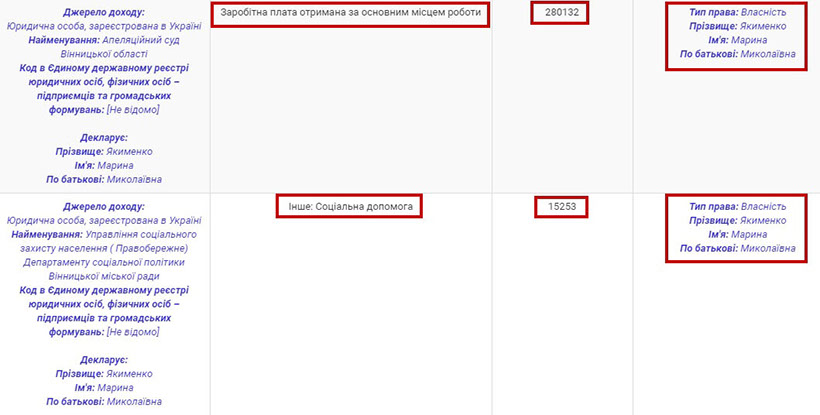 Джерело доходу:
Юридична особа, зареєстрована в Україні
Найменування: Апеляційний суд
Вінницької області
Код в Єдиному державному реєстрі
юридичних осіб, фізичних осіб –
підприємців та громадських
формувань: [Не відомо]
Декларує:
Прізвище: Якименко
Ім'я: Марина
По батькові: Миколаївна
Заробітна плата отримана за основним місцем роботи
280132
Тип права: Власність
Прізвище: Якименко
Ім'я: Марина
По батькові: Миколаївна
Джерело доходу:
Юридична особа, зареєстрована в Україні
Найменування: Управління соціального
захисту населення ( Правобережне)
Департаменту соціальної політики
Вінницької міської ради
Код в Єдиному державному реєстрі
юридичних осіб, фізичних осіб –
підприємців та громадських
формувань: [Не відомо]
Декларує:
Прізвище: Якименко
Ім'я: Марина
По батькові: Миколаївна
Інше: Соціальна допомога
15253
Тип права: Власність
Прізвище: Якименко
Ім'я: Марина
По батькові: Миколаївна